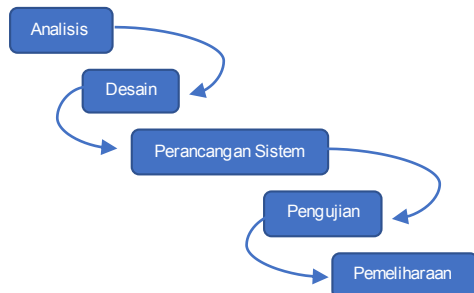 Analisis
Desain
Perancangan Sistem
Pengujian
Pemeliharaan